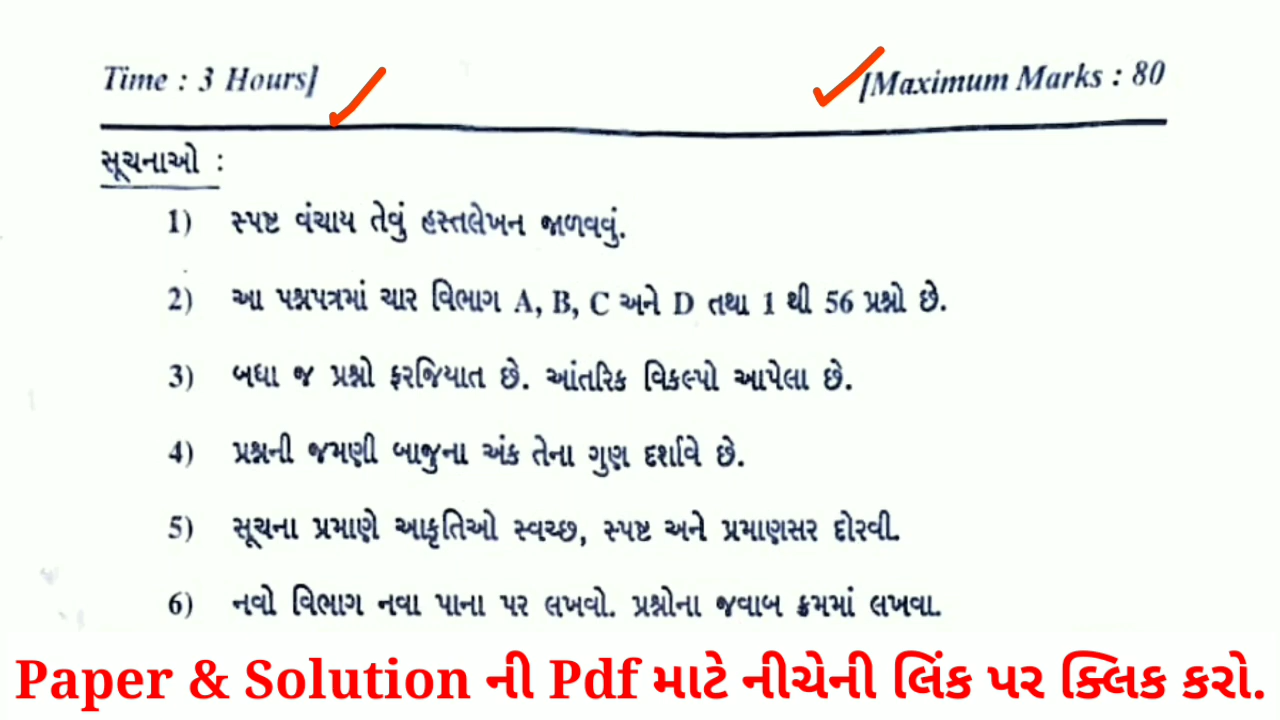 Time : 3 Hours] [Maximum Marks : 80
સૂચનાઓ :
1) સ્પષ્ટ વંચાય તેવું હસ્તલેખન જાળવવું.
2) આ પશ્નપત્રમાં ચાર વિભાગ A, B, C અને D તથા 1 થી 56 પ્રશ્નો છે.
3) બધા જ પ્રશ્નો ફરજિયાત છે. આંતરિક વિકલ્પો આપેલા છે.
4) પ્રશ્નની જમણી બાજુના અંક તેના ગુણ દર્શાવે છે.
5) સૂચના પ્રમાણે આકૃતિઓ સ્વચ્છ, સ્પષ્ટ અને પ્રમાણસર દોરવી.
6) નવો વિભાગ નવા પાના પર લખવો. પ્રશ્નોના જવાબ ક્રમમાં લખવા.
Paper & Solution ની Pdf માટે નીચેની લિંક પર ક્લિક કરો.